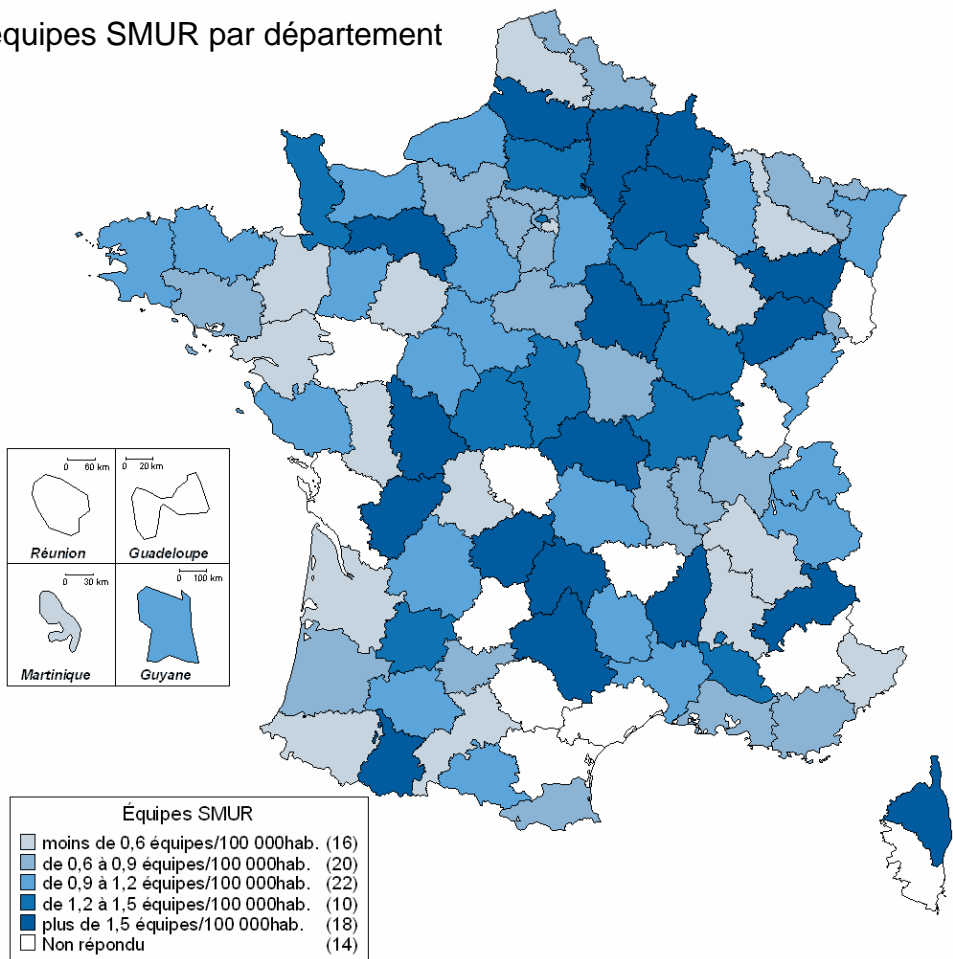 équipes SMUR par département
0 60 km
0 20 km
Réunion
Guadeloupe
0 30 km
0 100 km
Martinique
Guyane
Équipes SMUR
moins de 0,6 équipes/100 000hab. (16)
de 0,6 à 0,9 équipes/100 000hab. (20)
de 0,9 à 1,2 équipes/100 000hab. (22)
de 1,2 à 1,5 équipes/100 000hab. (10)
plus de 1,5 équipes/100 000hab. (18)
Non répondu (14)